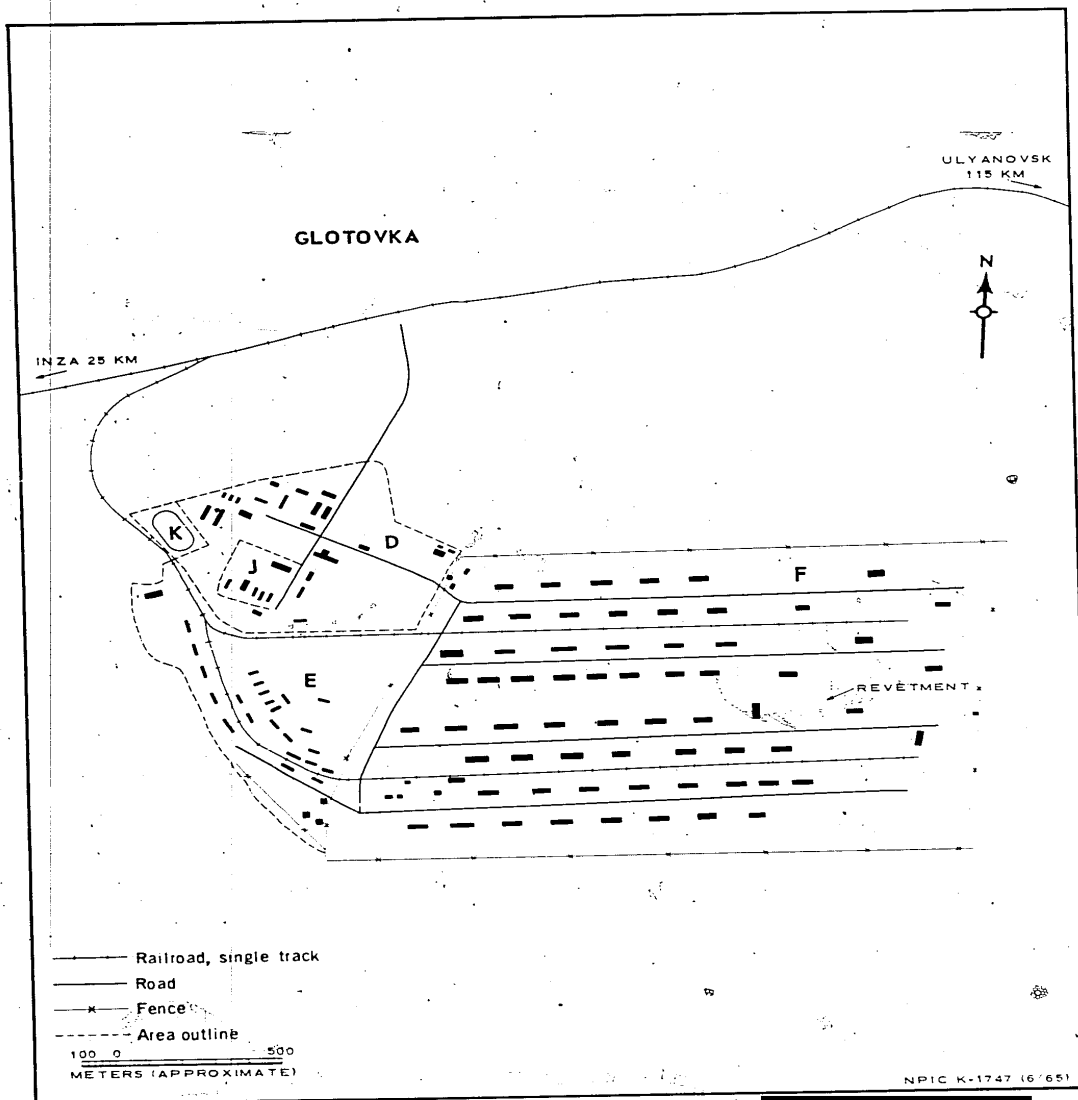 ULYANOVSK
115 KM
GLOTOVKA
N
INZA 25 KM
K
D
J
F
E
REVETMENT
Railroad, single track
Road
Fence
Area outline
100 0 500
METERS (APPROXIMATE)
NPIC K-1747 (6/65)